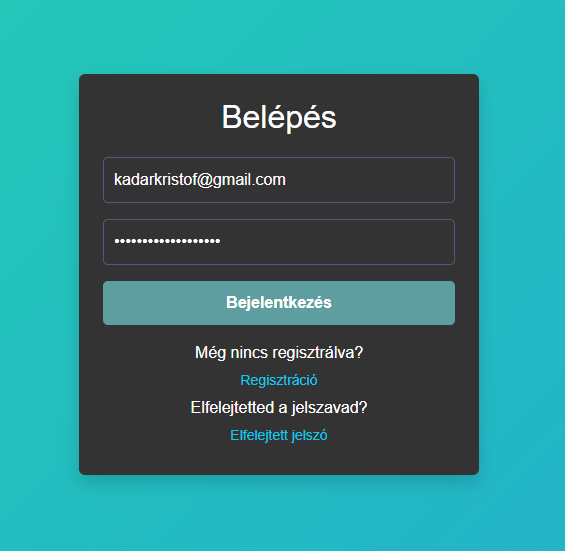 Belépés
kadarkristof@gmail.com
•••••••••••••••••••
Bejelentkezés
Még nincs regisztrálva?
Regisztráció
Elfelejtetted a jelszavad?
Elfelejtett jelszó